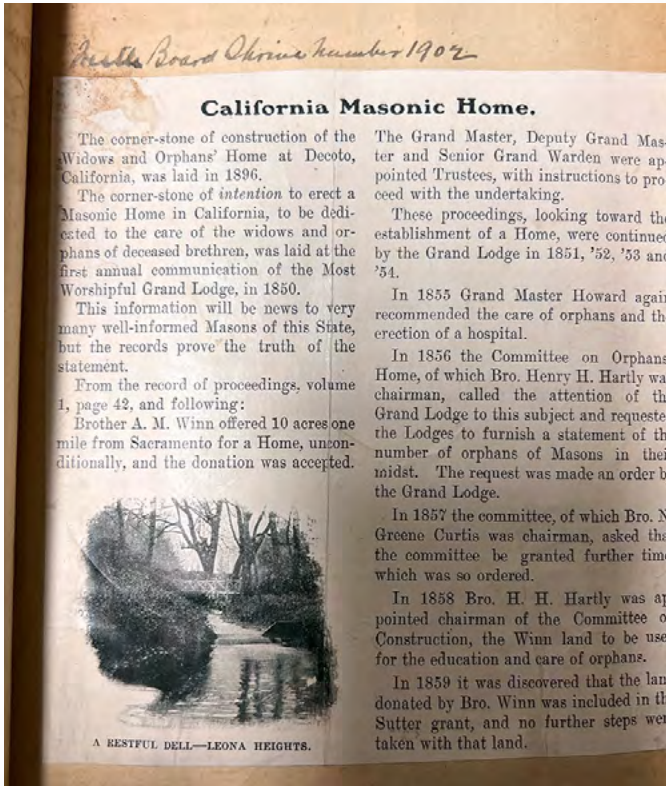 Board Shrine Number 1902
California Masonic Home.
The corner-stone of construction of the
Widows and Orphans' Home at Decoto,
California, was laid in 1896.
The corner-stone of intention to erect a
Masonic Home in California, to be dedi-
cated to the care of the widows and or-
phans of deceased brethren, was laid at the
first annual communication of the Most
Worshipful Grand Lodge, in 1850.
This information will be news to very
many well-informed Masons of this State,
but the records prove the truth of the
statement.
From the record of proceedings, volume
1, page 42, and following:
Brother A. M. Winn offered 10 acres one
mile from Sacramento for a Home, uncon-
ditionally, and the donation was accepted.
A RESTFUL DELL—LEONA HEIGHTS.
The Grand Master, Deputy Grand Mas-
ter and Senior Grand Warden were ap-
pointed Trustees, with instructions to pro-
ceed with the undertaking.
These proceedings, looking toward the
establishment of a Home, were continued
by the Grand Lodge in 1851, '52, '53 and
'54.
In 1855 Grand Master Howard again
recommended the care of orphans and the
erection of a hospital.
In 1856 the Committee on Orphans'
Home, of which Bro. Henry H. Hartly wa
chairman, called the attention of th
Grand Lodge to this subject and requeste
the Lodges to furnish a statement of th
number of orphans of Masons in thei
midst. The request was made an order b
the Grand Lodge.
In 1857 the committee, of which Bro. N
Greene Curtis was chairman, asked tha
the committee be granted further time
which was so ordered.
In 1858 Bro. H. H. Hartly was ap
pointed chairman of the Committee o
Construction, the Winn land to be use
for the education and care of orphans.
In 1859 it was discovered that the lan
donated by Bro. Winn was included in th
Sutter grant, and no further steps wer
taken with that land.